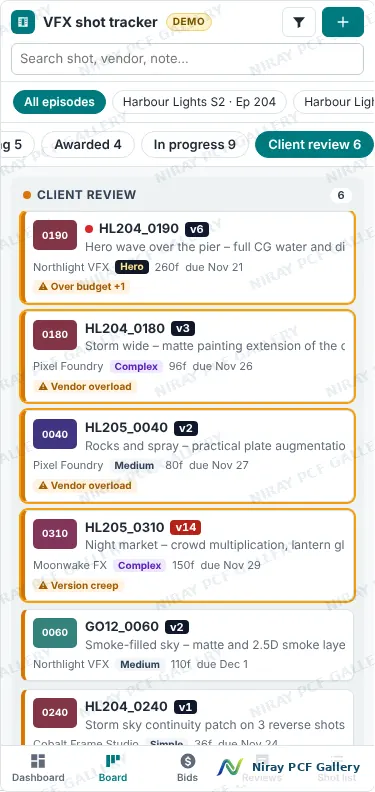 VFX shot tracker DEMO
Search shot, vendor, note...
All episodes Harbour Lights S2 · Ep 204 Harbour Ligh
g 5 Awarded 4 In progress 9 Client review 6
CLIENT REVIEW 6
0190 HL204_0190 v6
Hero wave over the pier – full CG water and di
Northlight VFX Hero 260f due Nov 21
⚠ Over budget +1
0180 HL204_0180 v3
Storm wide – matte painting extension of the c
Pixel Foundry Complex 96f due Nov 26
⚠ Vendor overload
0040 HL205_0040 v2
Rocks and spray – practical plate augmentatio
Pixel Foundry Medium 80f due Nov 27
⚠ Vendor overload
0310 HL205_0310 v14
Night market – crowd multiplication, lantern gl
Moonwake FX Complex 150f due Nov 29
⚠ Version creep
0060 GO12_0060 v2
Smoke-filled sky – matte and 2.5D smoke laye
Northlight VFX Medium 110f due Dec 1
0240 HL204_0240 v1
Storm sky continuity patch on 3 reverse shots
Cobalt Frame Studio Simple 36f due Nov 24
Dashboard Board Bids Reviews Shot list
Niray PCF Gallery
NIRAY PCF GALLERY